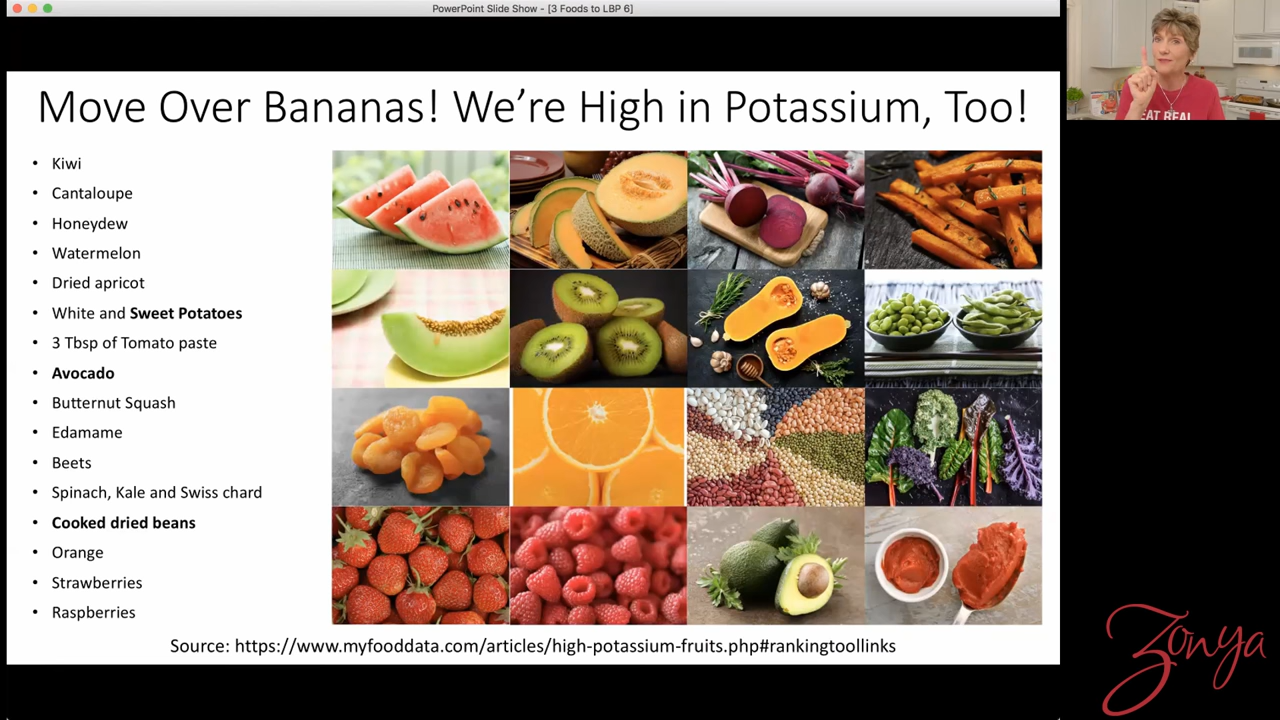 PowerPoint Slide Show - [3 Foods to LBP 6]
Move Over Bananas! We’re High in Potassium, Too!
• Kiwi
• Cantaloupe
• Honeydew
• Watermelon
• Dried apricot
• White and Sweet Potatoes
• 3 Tbsp of Tomato paste
• Avocado
• Butternut Squash
• Edamame
• Beets
• Spinach, Kale and Swiss chard
• Cooked dried beans
• Orange
• Strawberries
• Raspberries
Source: https://www.myfooddata.com/articles/high-potassium-fruits.php#rankingtoollinks
EAT REAL
Zonya